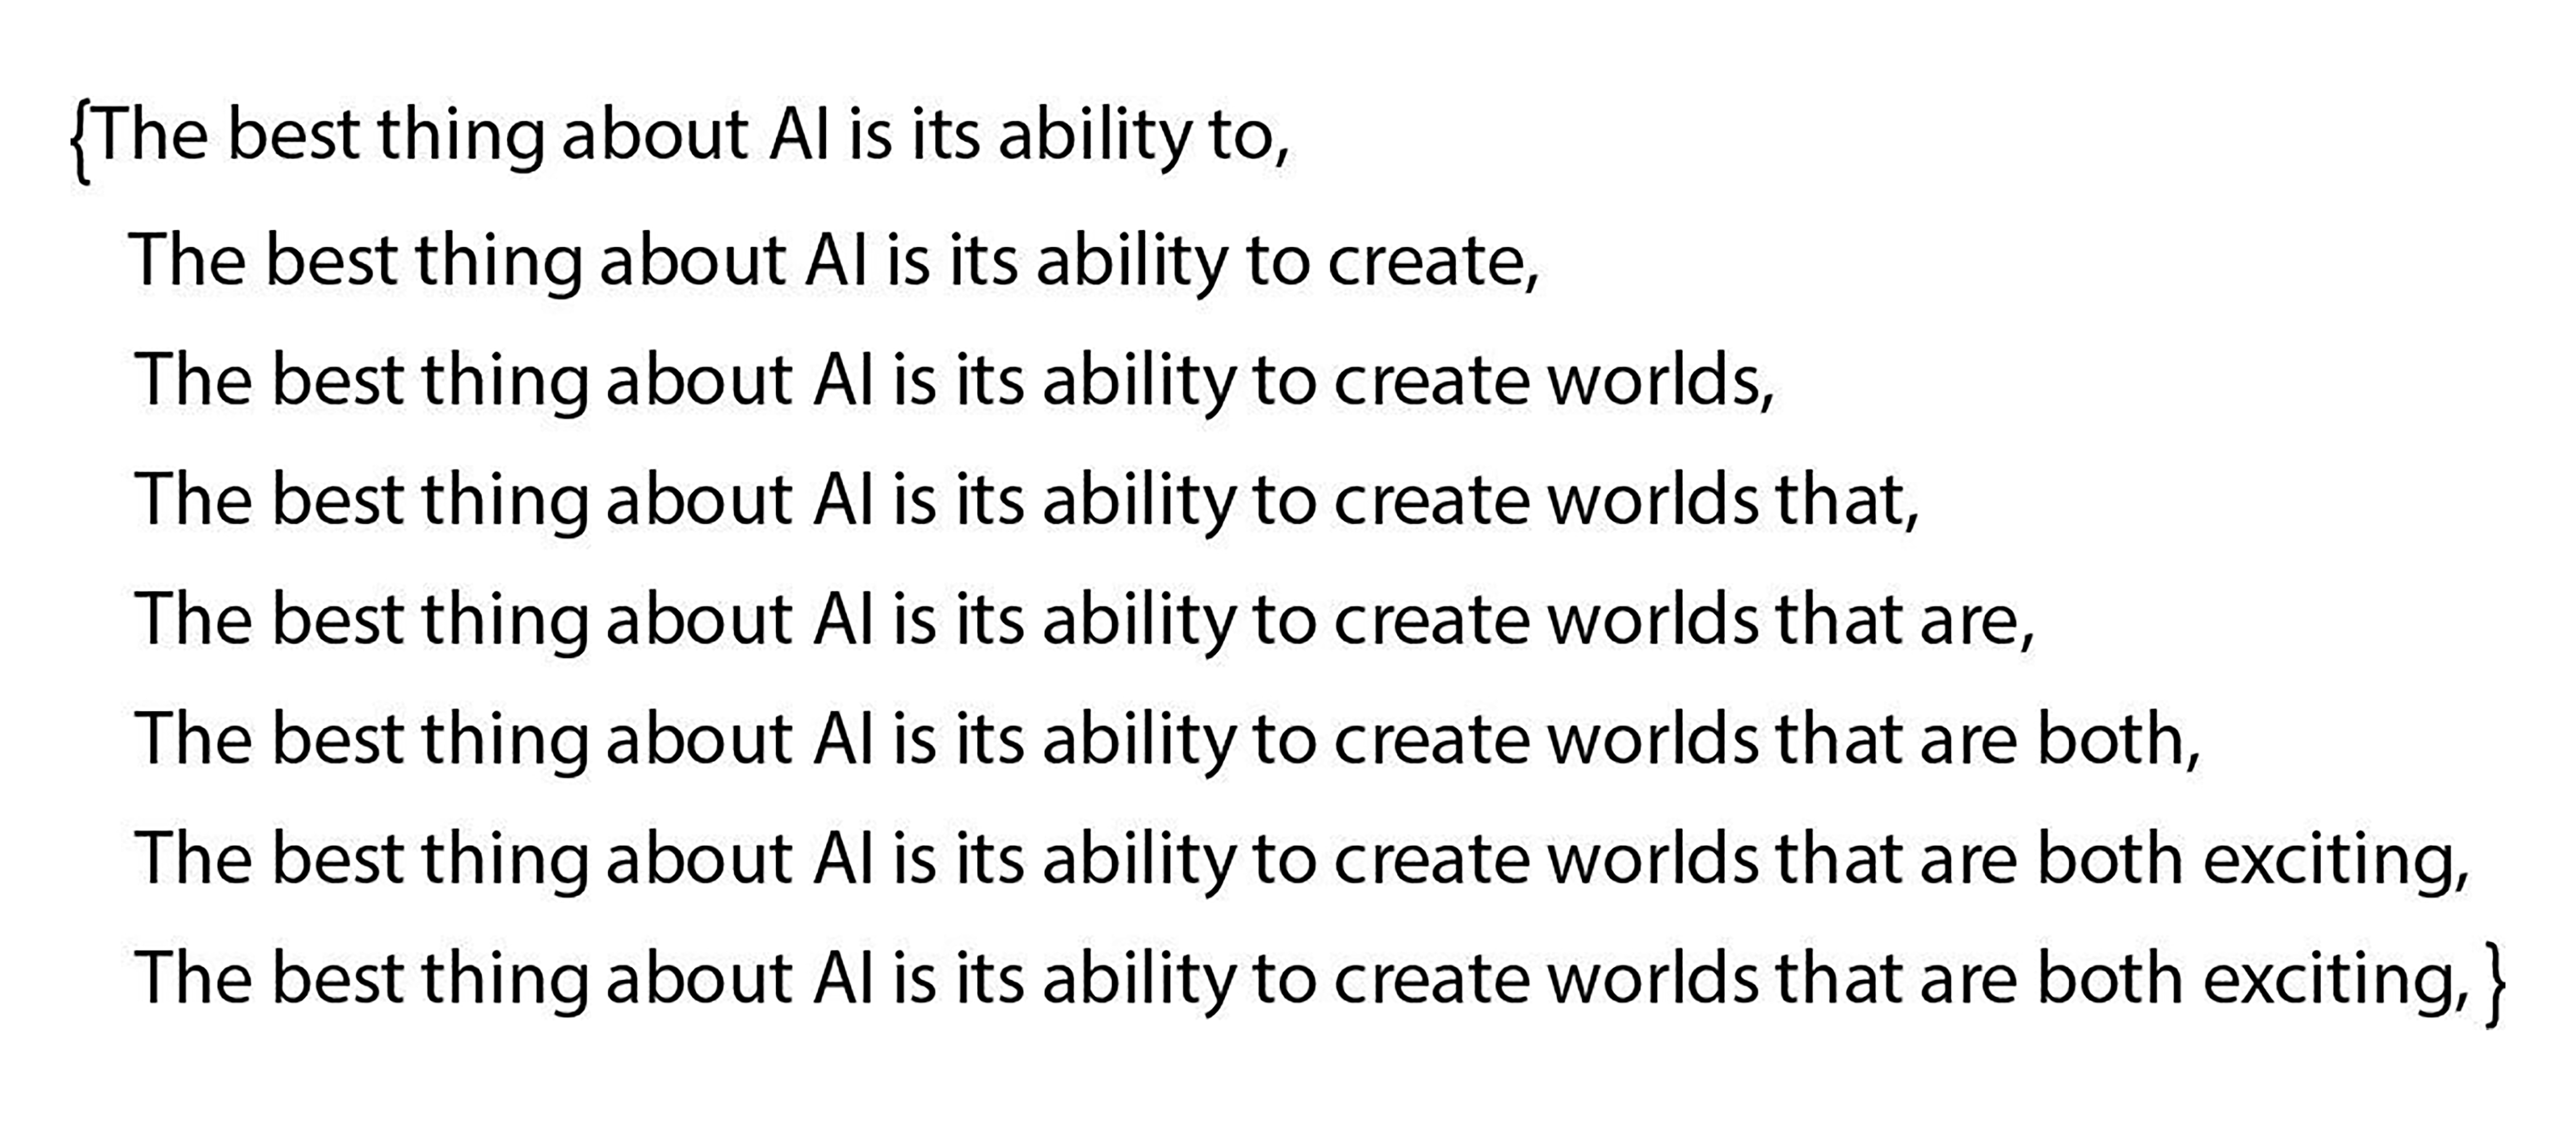 {The best thing about AI is its ability to,
The best thing about AI is its ability to create,
The best thing about AI is its ability to create worlds,
The best thing about AI is its ability to create worlds that,
The best thing about AI is its ability to create worlds that are,
The best thing about AI is its ability to create worlds that are both,
The best thing about AI is its ability to create worlds that are both exciting,
The best thing about AI is its ability to create worlds that are both exciting, }